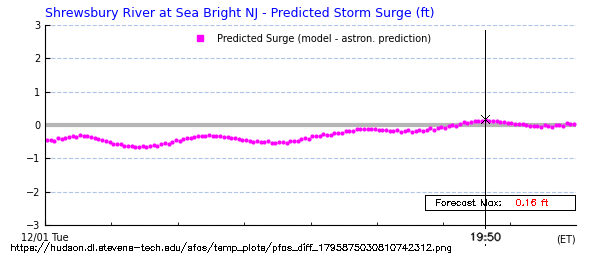 Shrewsbury River at Sea Bright NJ - Predicted Storm Surge (ft)
3
Predicted Surge (model - astron. prediction)
2
1
0
−1
−2
Forecast Max: 0.16 ft
−3
12/01 Tue 19:50 (ET)
https://hudson.dl.stevens-tech.edu/sfas/temp_plots/pfas_diff_1795875030810742312.png